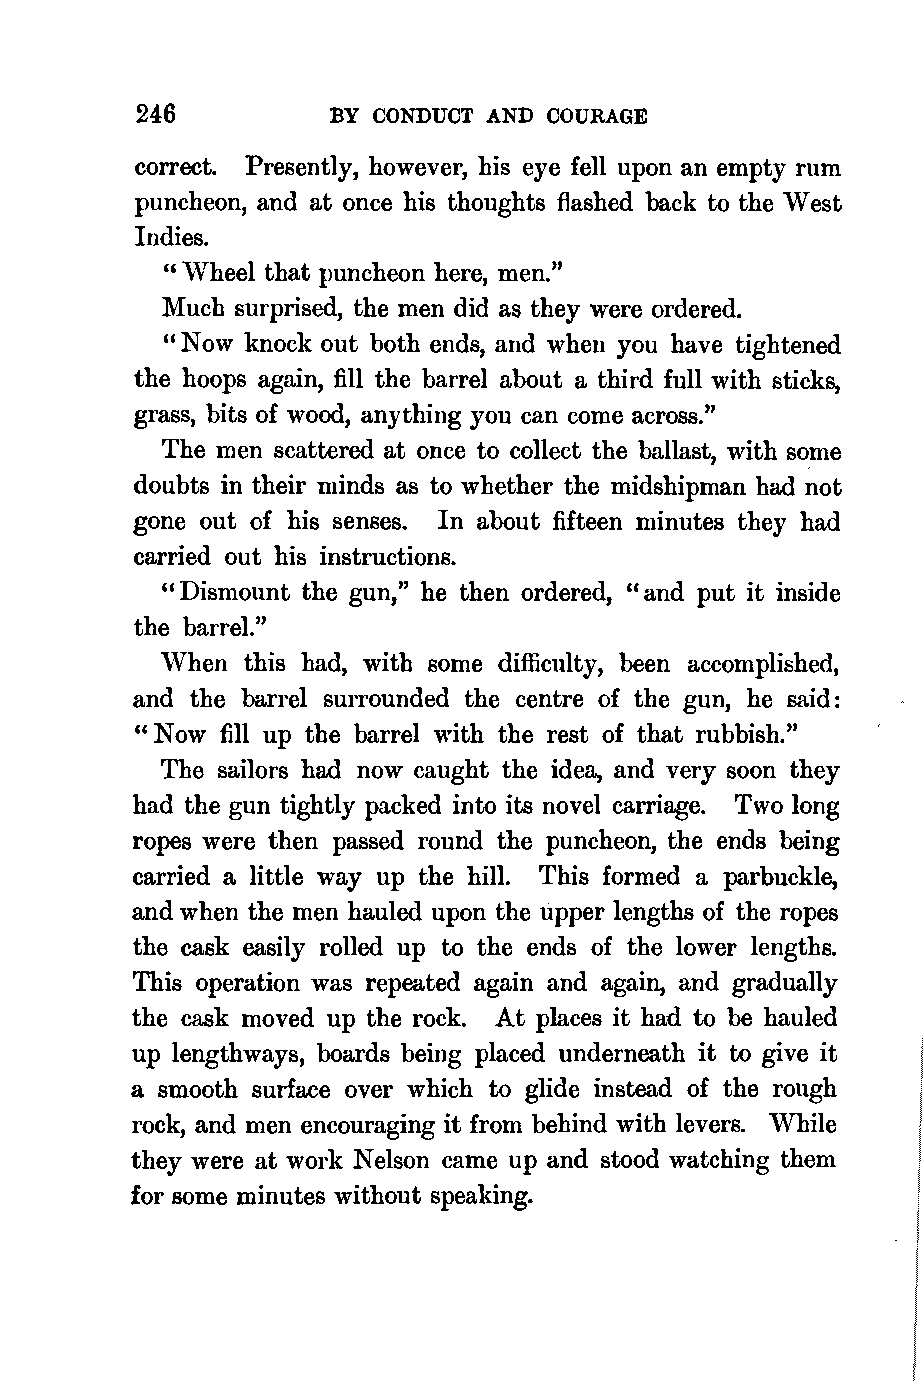 246 BY CONDUCT AND COURAGE
correct. Presently, however, his eye fell upon an empty rum
puncheon, and at once his thoughts flashed back to the West
Indies.
“Wheel that puncheon here, men.”
Much surprised, the men did as they were ordered.
“Now knock out both ends, and when you have tightened
the hoops again, fill the barrel about a third full with sticks,
grass, bits of wood, anything you can come across.”
The men scattered at once to collect the ballast, with some
doubts in their minds as to whether the midshipman had not
gone out of his senses. In about fifteen minutes they had
carried out his instructions.
“Dismount the gun,” he then ordered, “and put it inside
the barrel.”
When this had, with some difficulty, been accomplished,
and the barrel surrounded the centre of the gun, he said:
“Now fill up the barrel with the rest of that rubbish.”
The sailors had now caught the idea, and very soon they
had the gun tightly packed into its novel carriage. Two long
ropes were then passed round the puncheon, the ends being
carried a little way up the hill. This formed a parbuckle,
and when the men hauled upon the upper lengths of the ropes
the cask easily rolled up to the ends of the lower lengths.
This operation was repeated again and again, and gradually
the cask moved up the rock. At places it had to be hauled
up lengthways, boards being placed underneath it to give it
a smooth surface over which to glide instead of the rough
rock, and men encouraging it from behind with levers. While
they were at work Nelson came up and stood watching them
for some minutes without speaking.